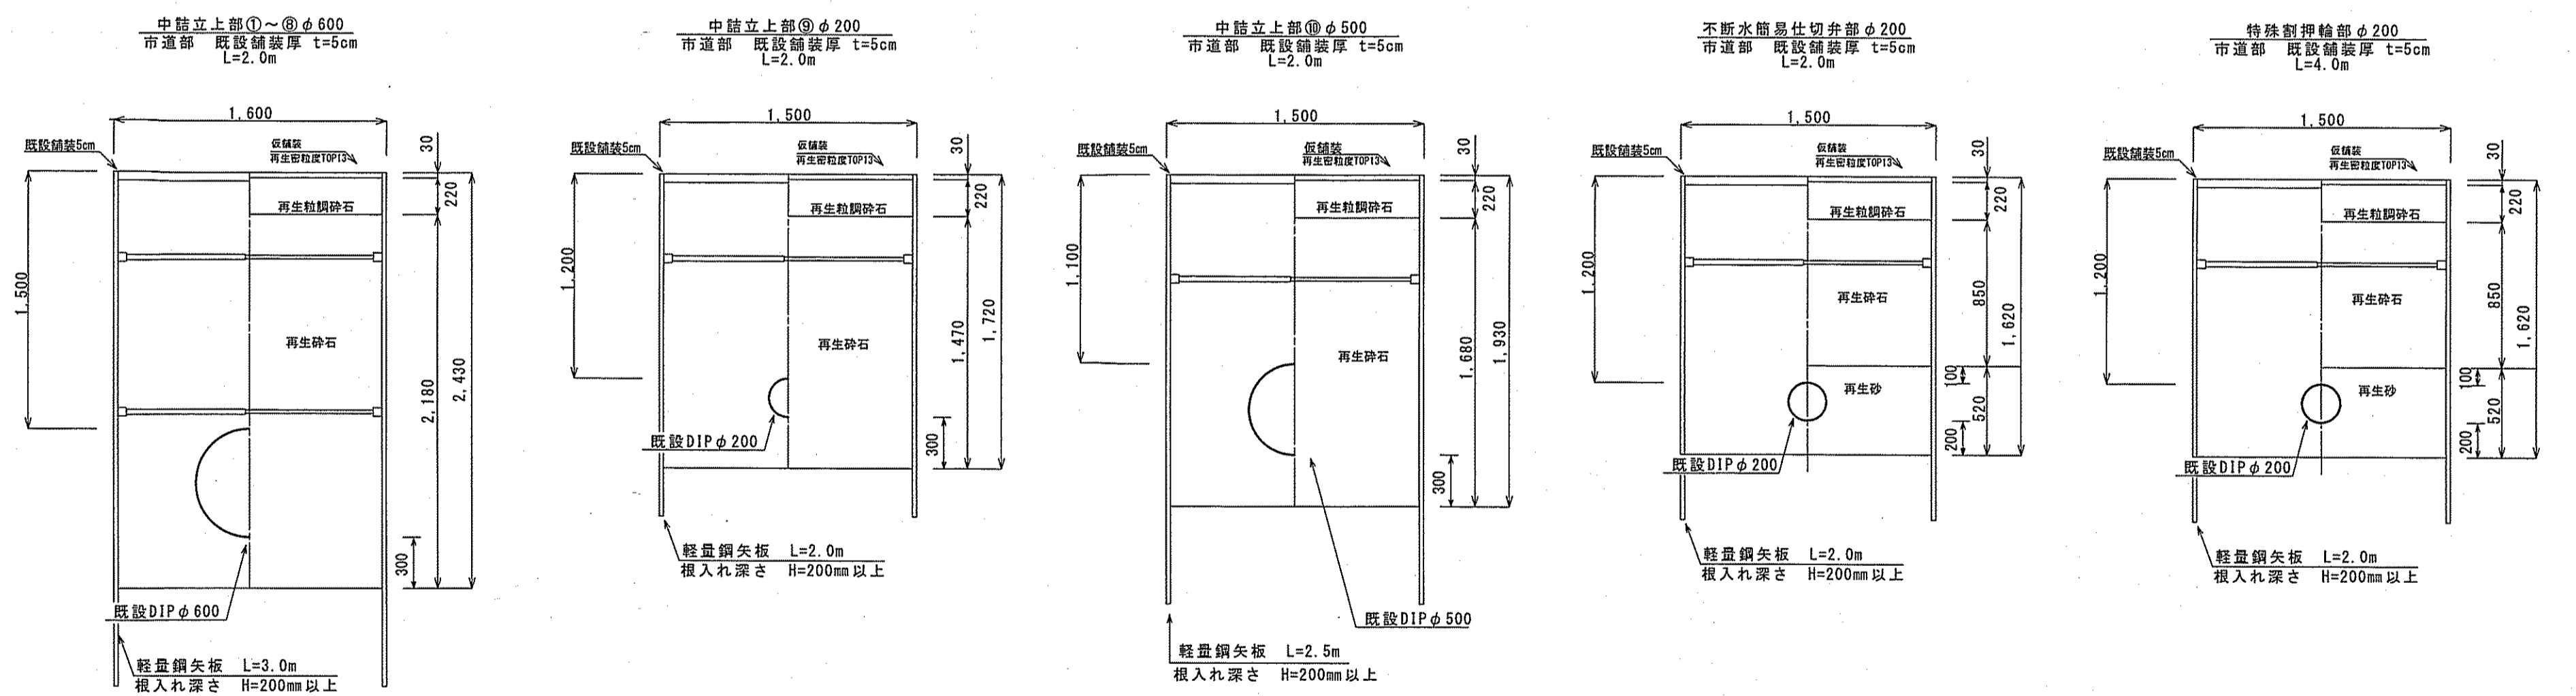 中詰立上部①～⑧φ600
市道部 既設舗装厚 t=5cm
L=2.0m
1,600
既設舗装5cm
仮舗装
再生密粒度TOP13
30
220
再生粒調砕石
1,500
再生砕石
2,180
2,430
300
既設DIPφ600
軽量鋼矢板 L=3.0m
根入れ深さ H=200mm以上
中詰立上部⑨φ200
市道部 既設舗装厚 t=5cm
L=2.0m
1,500
既設舗装5cm
仮舗装
再生密粒度TOP13
30
220
再生粒調砕石
1,200
再生砕石
1,470
1,720
既設DIPφ200
300
軽量鋼矢板 L=2.0m
根入れ深さ H=200mm以上
中詰立上部⑩φ500
市道部 既設舗装厚 t=5cm
L=2.0m
1,500
既設舗装5cm
仮舗装
再生密粒度TOP13
30
220
再生粒調砕石
1,100
再生砕石
1,680
1,930
300
既設DIPφ500
軽量鋼矢板 L=2.5m
根入れ深さ H=200mm以上
不断水簡易仕切弁部φ200
市道部 既設舗装厚 t=5cm
L=2.0m
1,500
既設舗装5cm
仮舗装
再生密粒度TOP13
30
220
再生粒調砕石
1,200
再生砕石
850
1,620
100
再生砂
520
200
既設DIPφ200
軽量鋼矢板 L=2.0m
根入れ深さ H=200mm以上
特殊割押輪部φ200
市道部 既設舗装厚 t=5cm
L=4.0m
1,500
既設舗装5cm
仮舗装
再生密粒度TOP13
30
220
再生粒調砕石
1,200
再生砕石
850
1,620
100
再生砂
520
200
既設DIPφ200
軽量鋼矢板 L=2.0m
根入れ深さ H=200mm以上